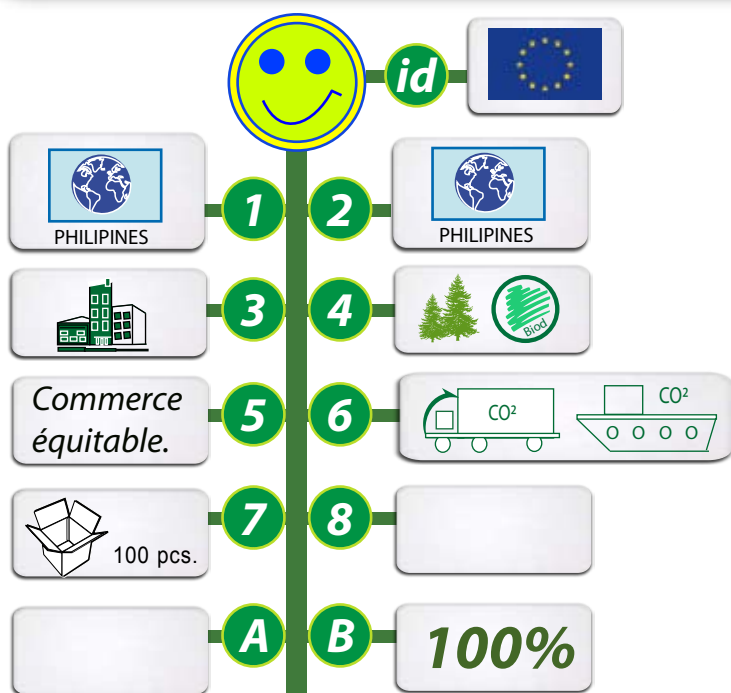 id
PHILIPINES
1
2
PHILIPINES
3
4
Biod
Commerce
équitable.
5
6
CO²
CO²
100 pcs.
7
8
A
B
100%